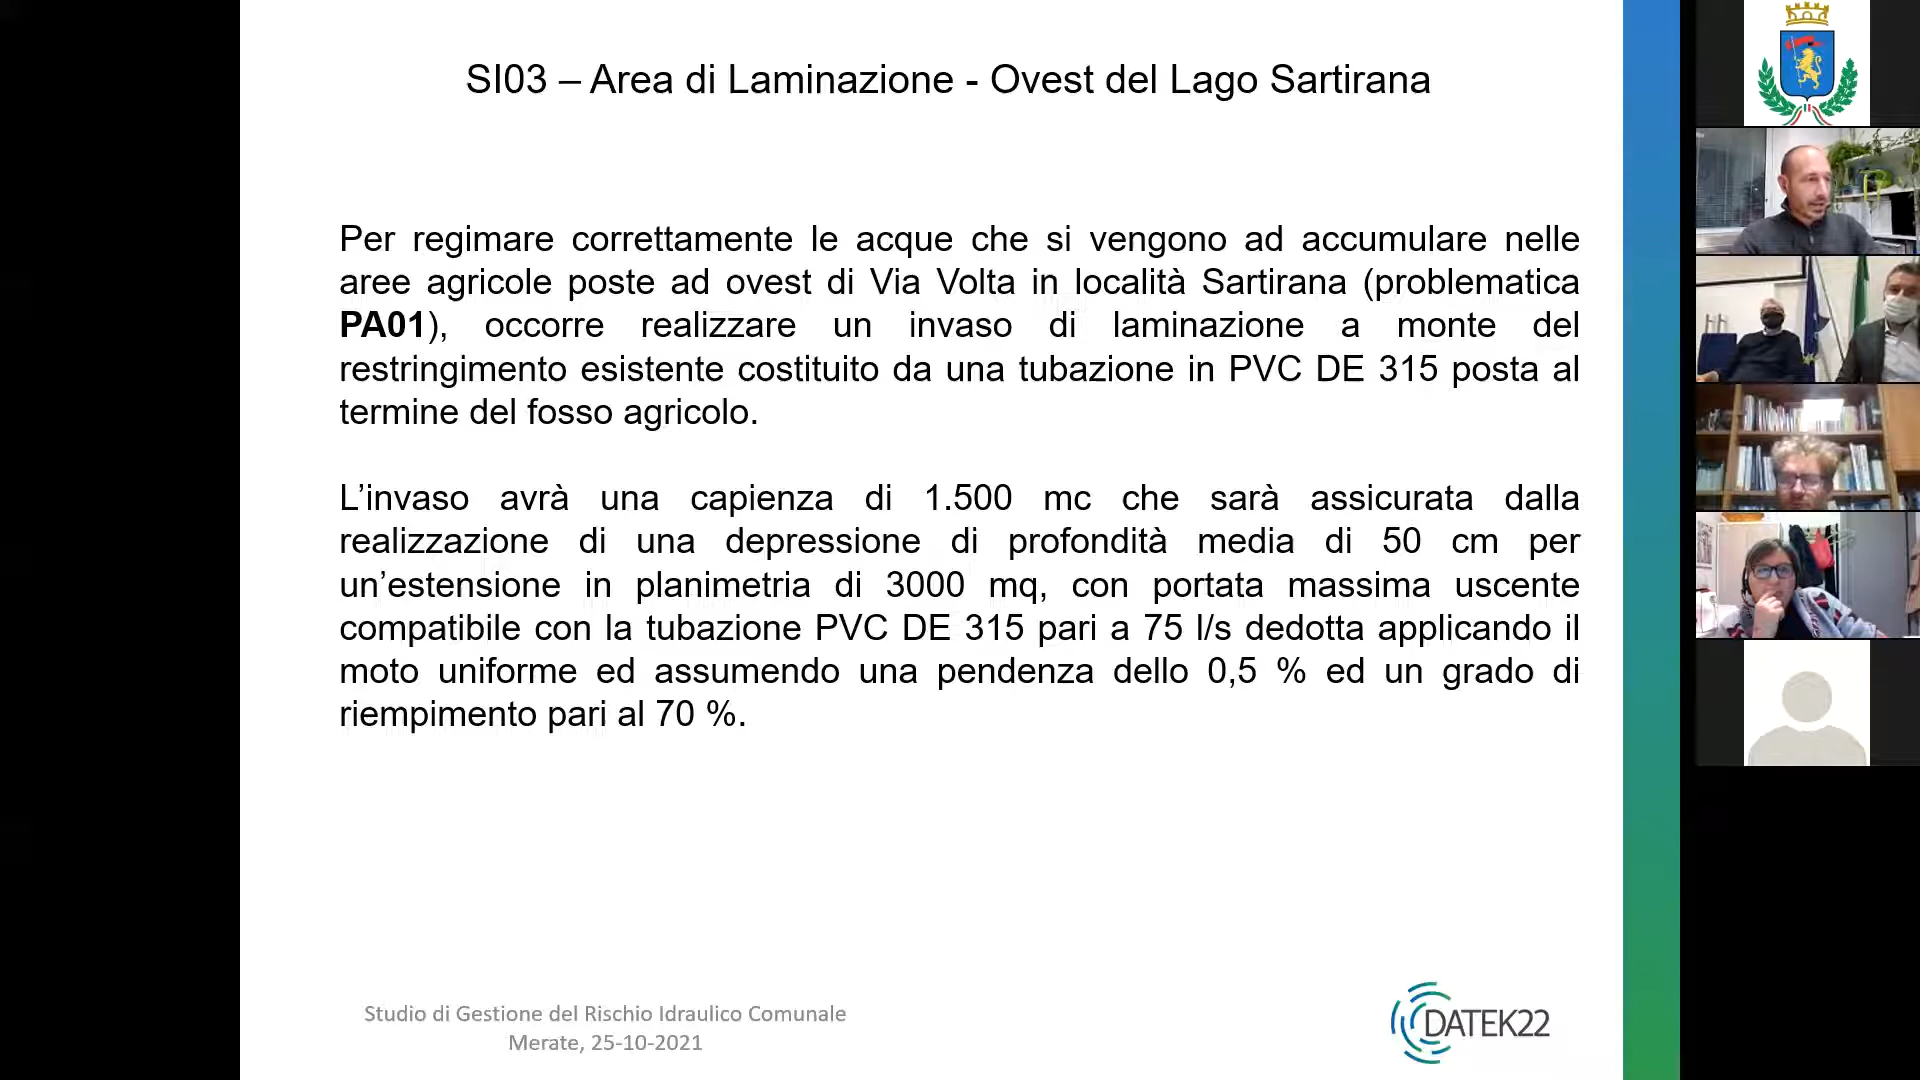 SI03 – Area di Laminazione - Ovest del Lago Sartirana
Per regimare correttamente le acque che si vengono ad accumulare nelle
aree agricole poste ad ovest di Via Volta in località Sartirana (problematica
PA01), occorre realizzare un invaso di laminazione a monte del
restringimento esistente costituito da una tubazione in PVC DE 315 posta al
termine del fosso agricolo.
L’invaso avrà una capienza di 1.500 mc che sarà assicurata dalla
realizzazione di una depressione di profondità media di 50 cm per
un’estensione in planimetria di 3000 mq, con portata massima uscente
compatibile con la tubazione PVC DE 315 pari a 75 l/s dedotta applicando il
moto uniforme ed assumendo una pendenza dello 0,5 % ed un grado di
riempimento pari al 70 %.
Studio di Gestione del Rischio Idraulico Comunale
Merate, 25-10-2021
DATEK22